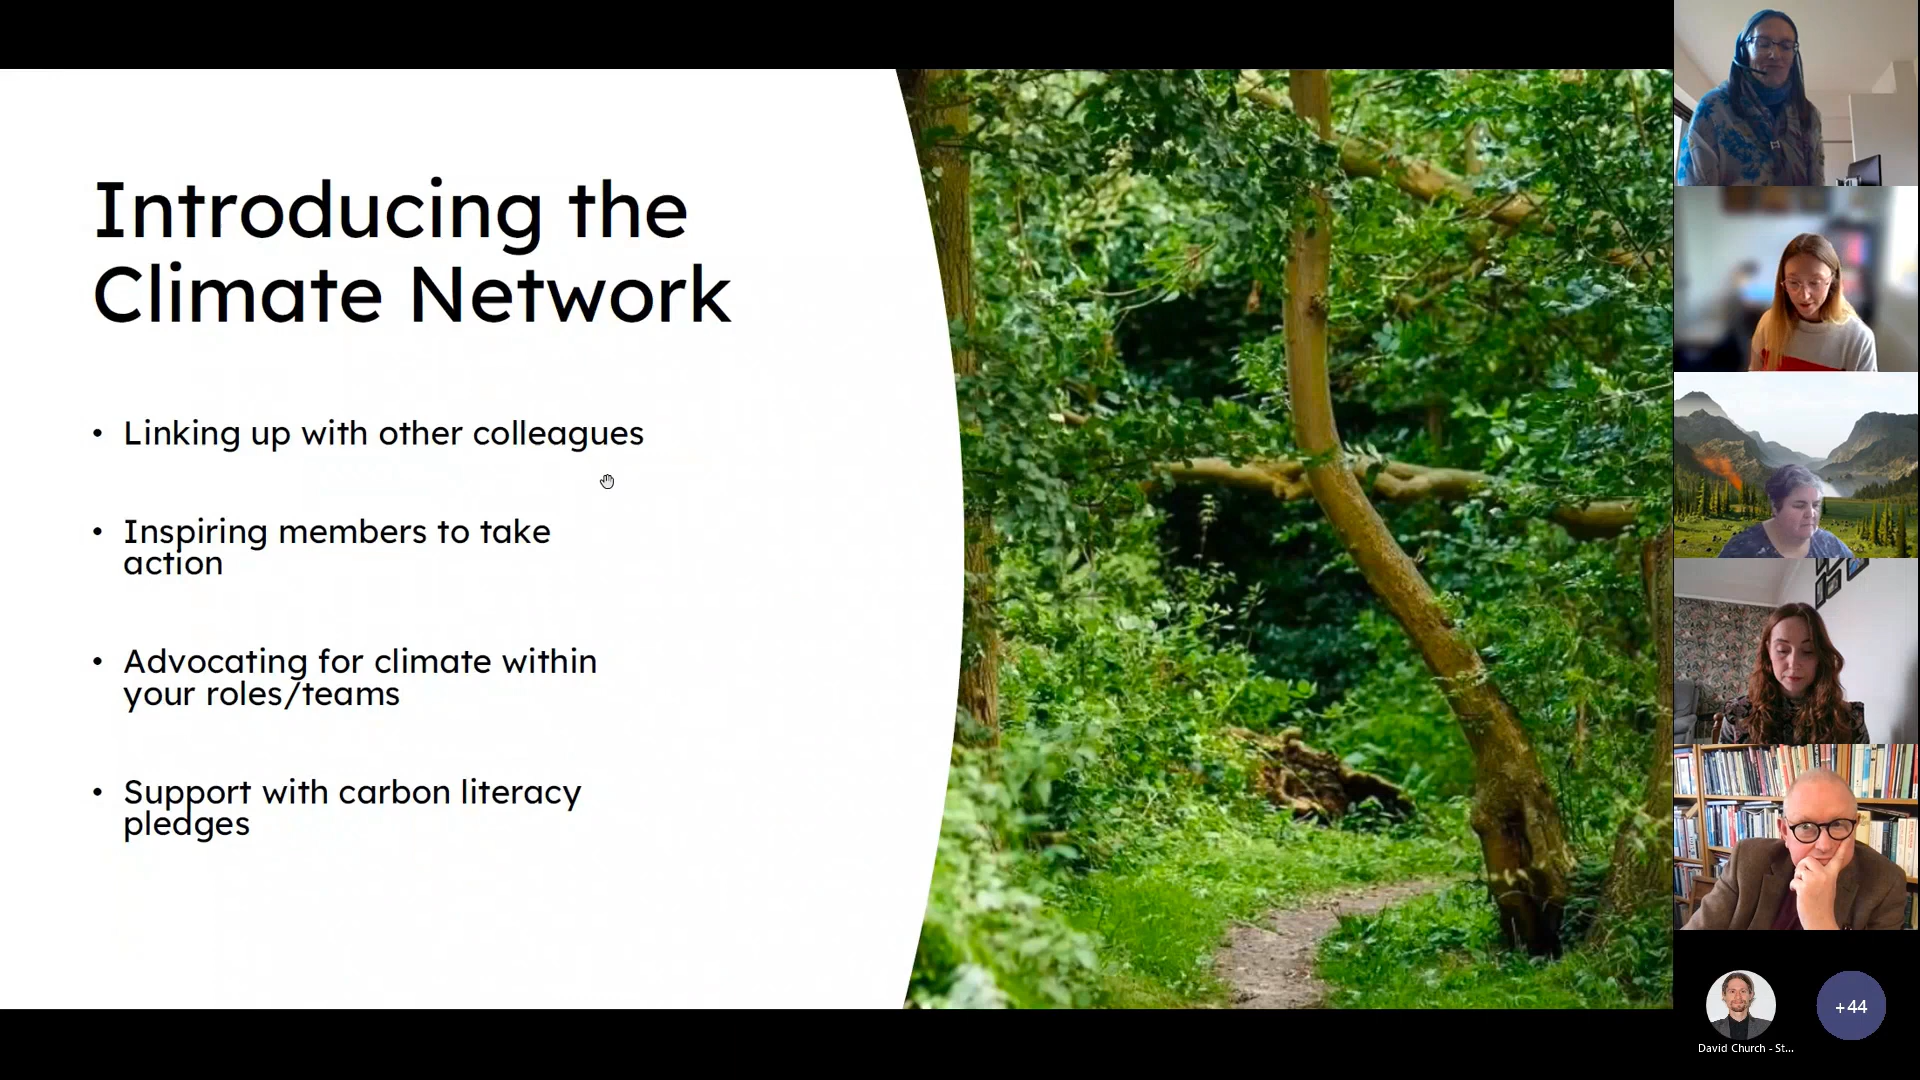 Introducing the
Climate Network
• Linking up with other colleagues
• Inspiring members to take
action
• Advocating for climate within
your roles/teams
• Support with carbon literacy
pledges
David Church - St...
+44